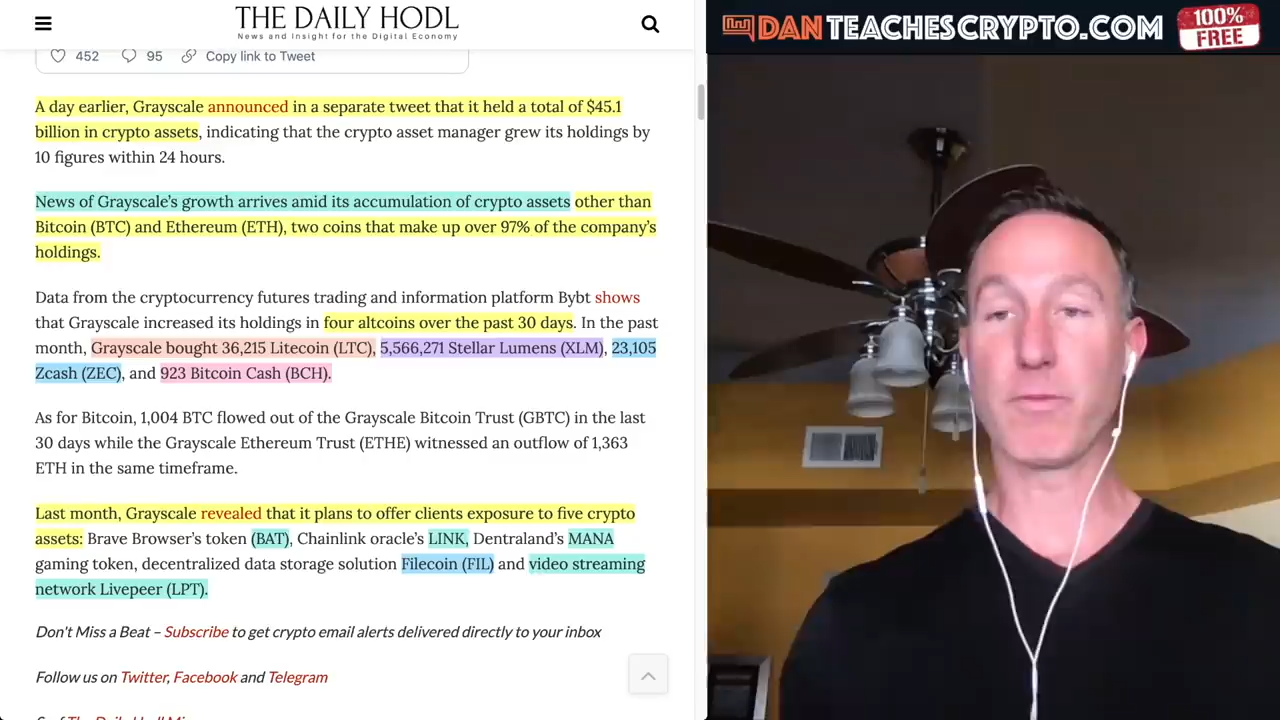 THE DAILY HODL
News and Insight for the Digital Economy
452 95 Copy link to Tweet
A day earlier, Grayscale announced in a separate tweet that it held a total of $45.1
billion in crypto assets, indicating that the crypto asset manager grew its holdings by
10 figures within 24 hours.
News of Grayscale’s growth arrives amid its accumulation of crypto assets other than
Bitcoin (BTC) and Ethereum (ETH), two coins that make up over 97% of the company’s
holdings.
Data from the cryptocurrency futures trading and information platform Bybt shows
that Grayscale increased its holdings in four altcoins over the past 30 days. In the past
month, Grayscale bought 36,215 Litecoin (LTC), 5,566,271 Stellar Lumens (XLM), 23,105
Zcash (ZEC), and 923 Bitcoin Cash (BCH).
As for Bitcoin, 1,004 BTC flowed out of the Grayscale Bitcoin Trust (GBTC) in the last
30 days while the Grayscale Ethereum Trust (ETHE) witnessed an outflow of 1,363
ETH in the same timeframe.
Last month, Grayscale revealed that it plans to offer clients exposure to five crypto
assets: Brave Browser’s token (BAT), Chainlink oracle’s LINK, Dentraland’s MANA
gaming token, decentralized data storage solution Filecoin (FIL) and video streaming
network Livepeer (LPT).
Don't Miss a Beat – Subscribe to get crypto email alerts delivered directly to your inbox
Follow us on Twitter, Facebook and Telegram
DANTEACHESCRYPTO.COM
100%
FREE